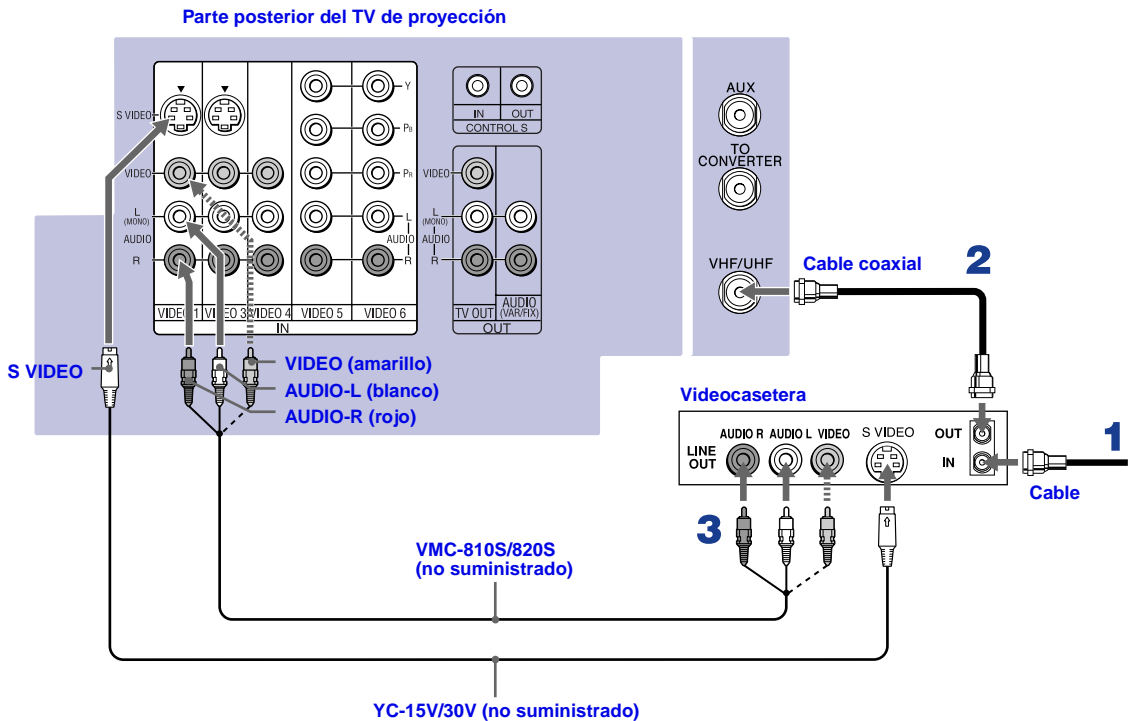 Parte posterior del TV de proyección
S VIDEO
VIDEO
L
(MONO)
AUDIO
R
Y
PB
PR
L
AUDIO
R
VIDEO 1
VIDEO 3
VIDEO 4
VIDEO 5
VIDEO 6
IN
IN
OUT
CONTROL S
VIDEO
L
(MONO)
AUDIO
R
TV OUT
AUDIO
(VAR/FIX)
OUT
AUX
TO
CONVERTER
VHF/UHF
Cable coaxial
2
S VIDEO
VIDEO (amarillo)
AUDIO-L (blanco)
AUDIO-R (rojo)
Videocasetera
LINE
OUT
AUDIO R
AUDIO L
VIDEO
S VIDEO
OUT
IN
1
Cable
3
VMC-810S/820S
(no suministrado)
YC-15V/30V (no suministrado)